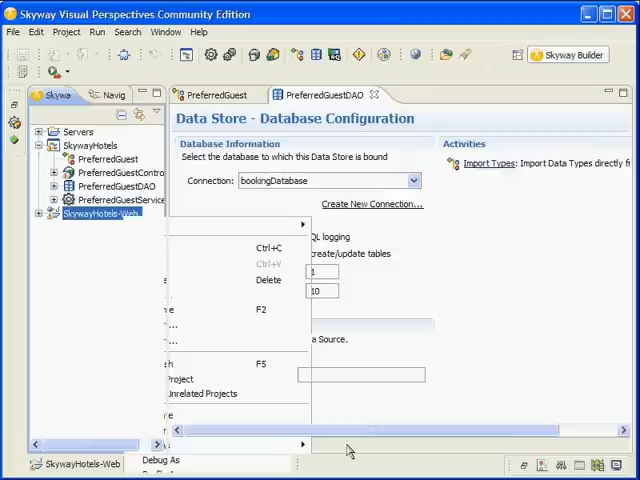 Skyway Visual Perspectives Community Edition
File Edit Project Run Search Window Help
Skyway Builder
Skywa Navig PreferredGuest PreferredGuestDAO
Servers
SkywayHotels
PreferredGuest
PreferredGuestContro
PreferredGuestDAO
PreferredGuestService
SkywayHotels-Web
Data Store - Database Configuration
Database Information
Select the database to which this Data Store is bound
Connection: bookingDatabase
Create New Connection...
QL logging
create/update tables
1
10
a Source.
Activities
Import Types: Import Data Types directly fr
Ctrl+C
Ctrl+V
Delete
F2
F5
Project
Unrelated Projects
Debug As
SkywayHotels-Web